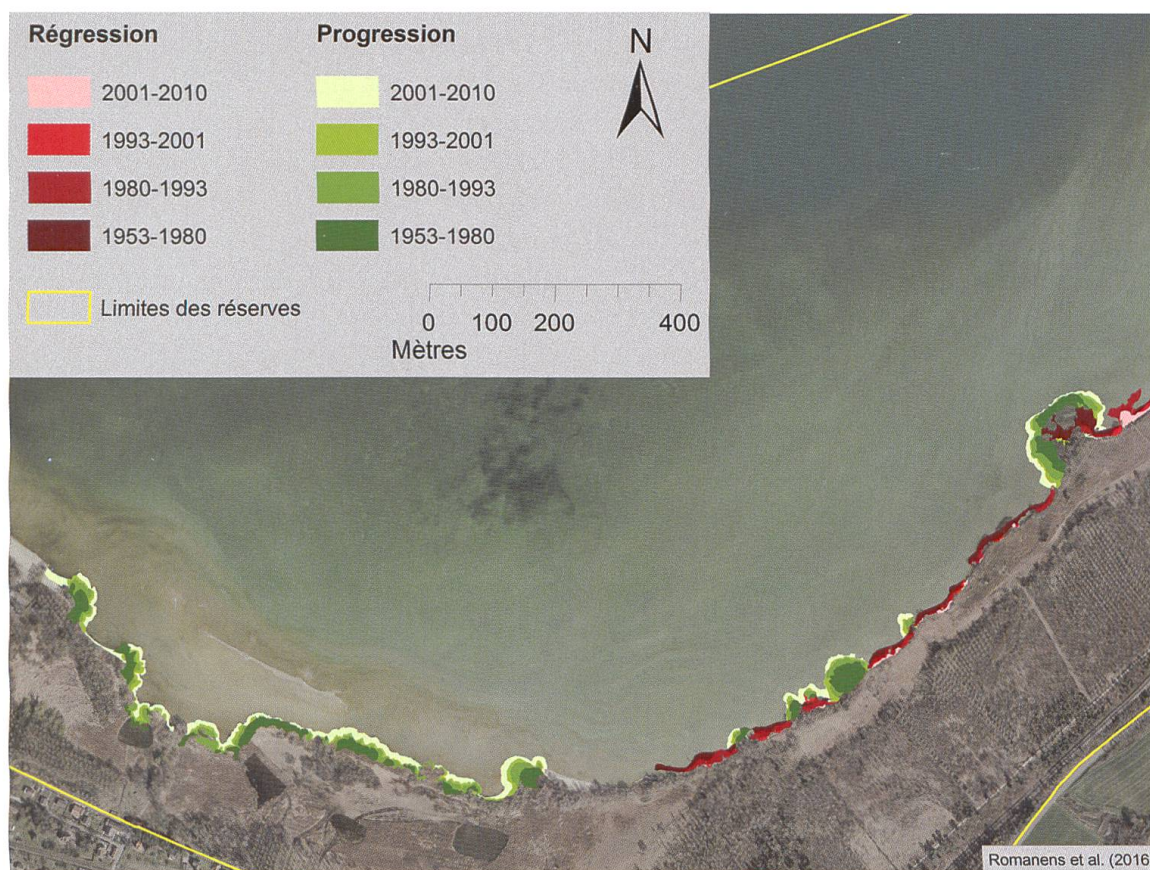 Régression
2001-2010
1993-2001
1980-1993
1953-1980
Limites des réserves
Progression
2001-2010
1993-2001
1980-1993
1953-1980
N
0 100 200 400
Mètres
Romanens et al. (2016